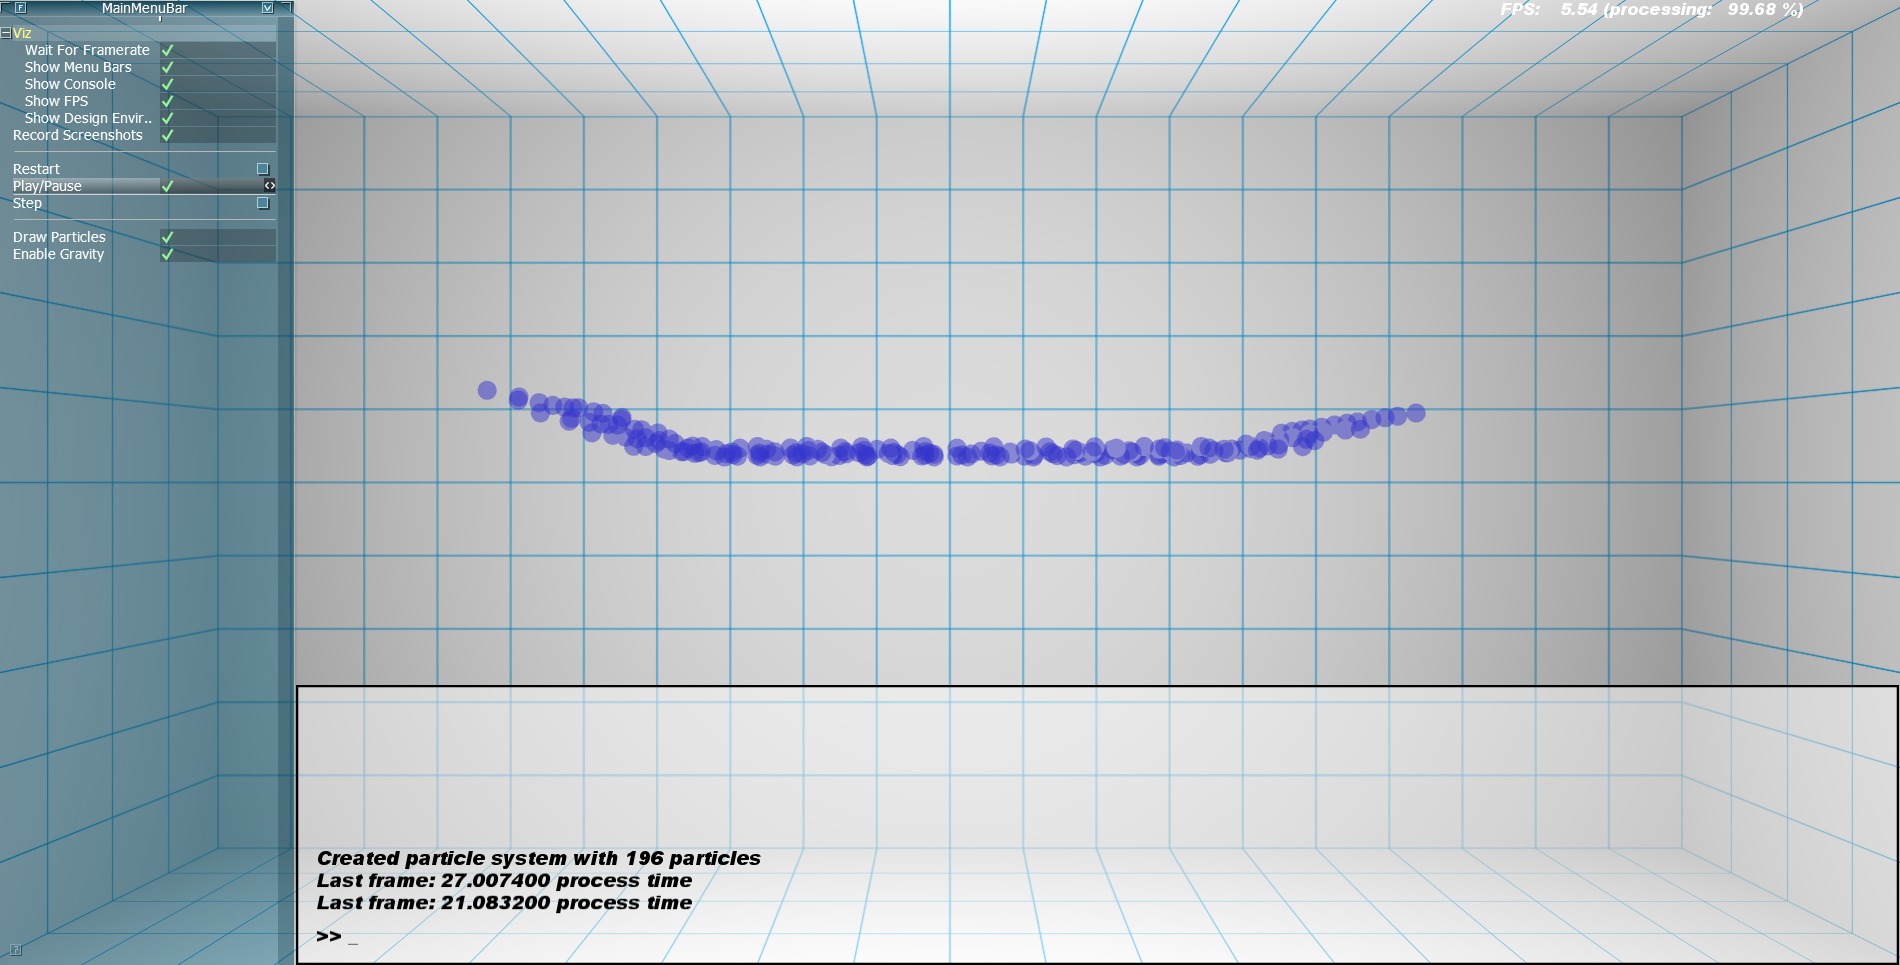 MainMenuBar
FPS: 5.54 (processing: 99.68 %)
Viz
Wait For Framerate
Show Menu Bars
Show Console
Show FPS
Show Design Envir..
Record Screenshots
Restart
Play/Pause
Step
Draw Particles
Enable Gravity
Created particle system with 196 particles
Last frame: 27.007400 process time
Last frame: 21.083200 process time
>> _